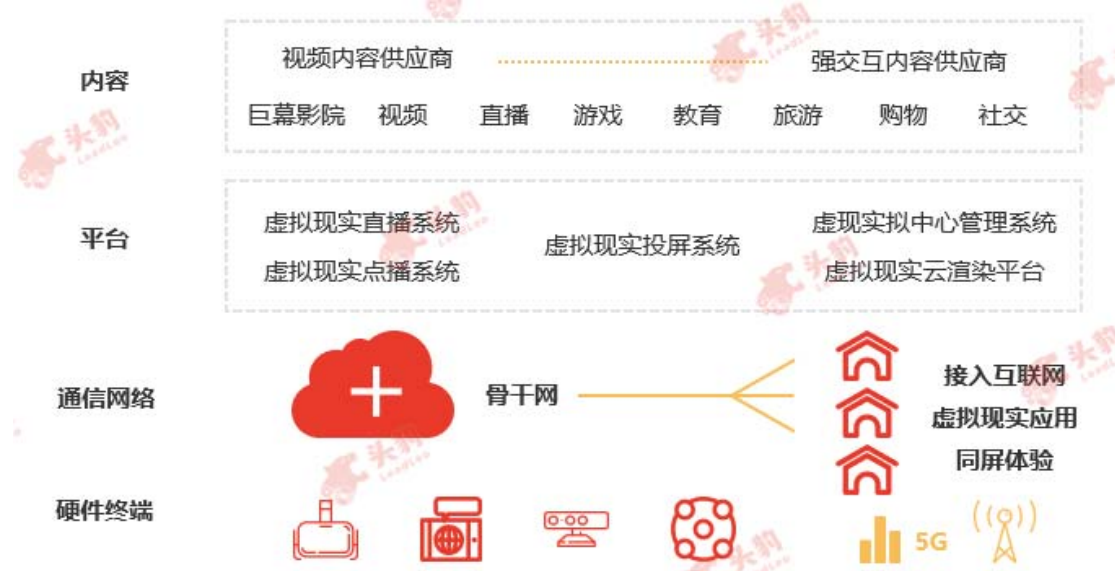 内容
视频内容供应商 强交互内容供应商
巨幕影院 视频 直播 游戏 教育 旅游 购物 社交
平台
虚拟现实直播系统
虚拟现实点播系统
虚拟现实投屏系统
虚现实拟中心管理系统
虚拟现实云渲染平台
通信网络
骨干网
接入互联网
虚拟现实应用
同屏体验
硬件终端
5G
头豹
LeadLeo